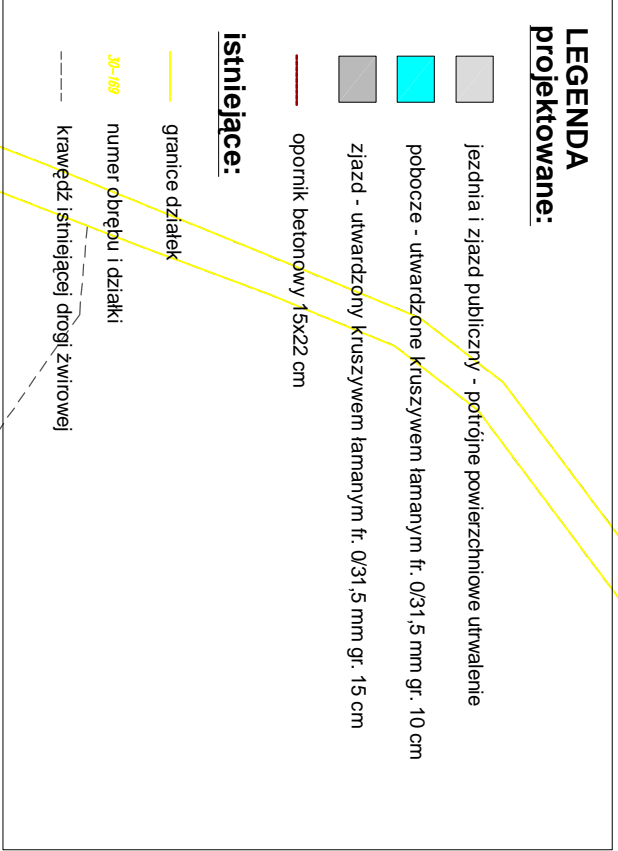 LEGENDA
projektowane:
jezdnia i zjazd publiczny - potrójne powierzchniowe utrwalenie
pobocze - utwardzone kruszywem łamanym fr. 0/31,5 mm gr. 10 cm
zjazd - utwardzony kruszywem łamanym fr. 0/31,5 mm gr. 15 cm
opornik betonowy 15x22 cm
istniejące:
granice działek
30-169 numer obrębu i działki
krawędź istniejącej drogi żwirowej